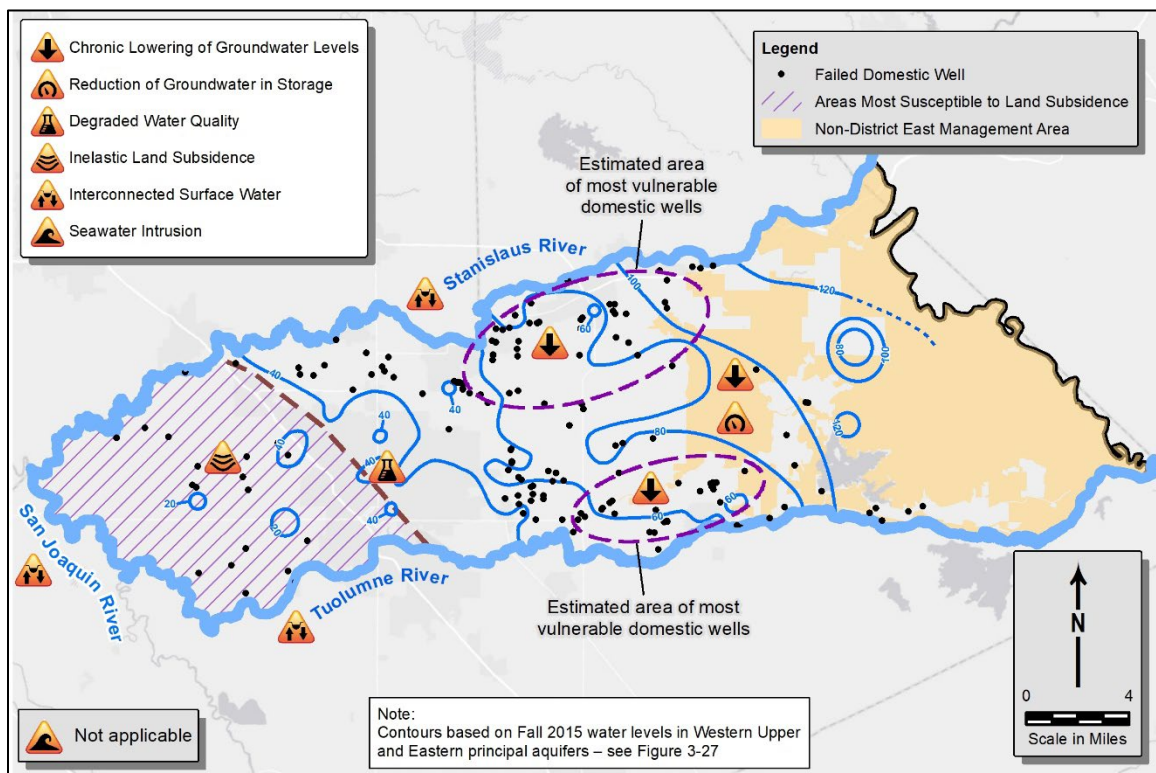 Chronic Lowering of Groundwater Levels
Reduction of Groundwater in Storage
Degraded Water Quality
Inelastic Land Subsidence
Interconnected Surface Water
Seawater Intrusion
Legend
Failed Domestic Well
Areas Most Susceptible to Land Subsidence
Non-District East Management Area
Estimated area
of most vulnerable
domestic wells
Stanislaus River
100
120
60
80
100
40
40
40
120
80
40
40
20
20
40
60
60
San Joaquin River
Tuolumne River
Estimated area of most
vulnerable domestic wells
N
0 4
Scale in Miles
Not applicable
Note:
Contours based on Fall 2015 water levels in Western Upper
and Eastern principal aquifers – see Figure 3-27